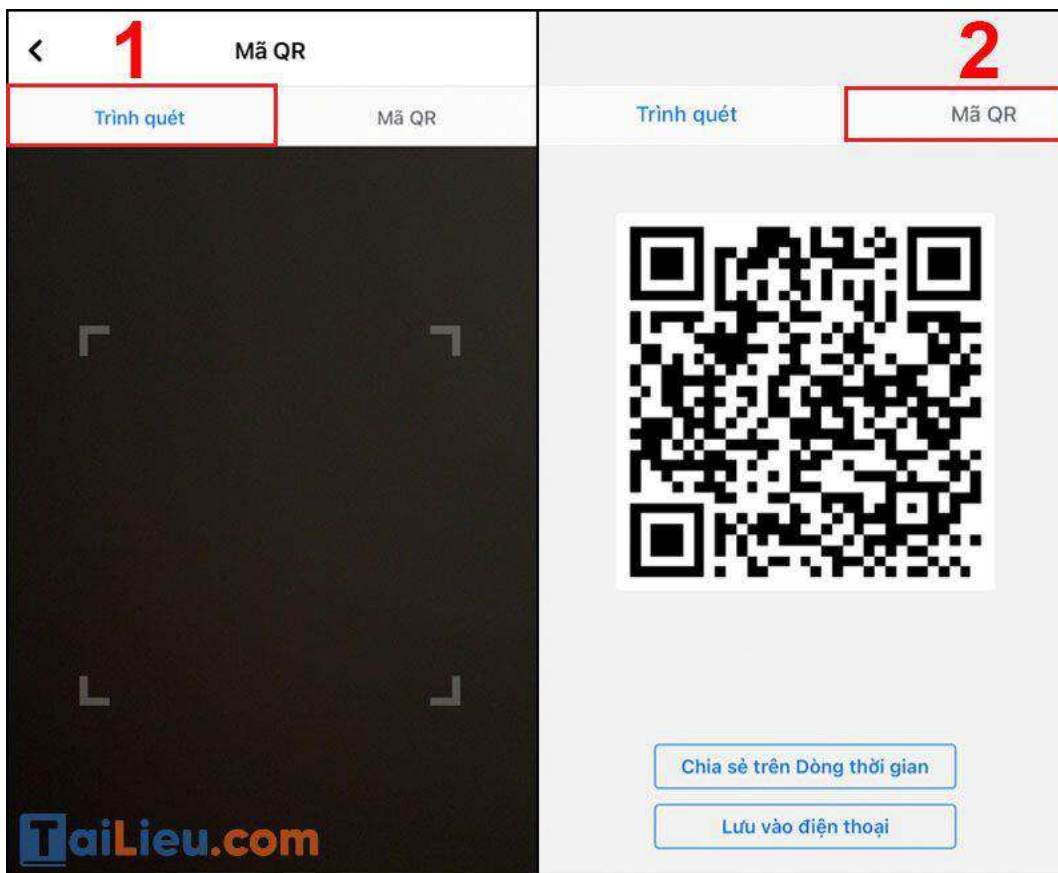 1
Mã QR
Trình quét
Mã QR
TaiLieu.com
2
Trình quét
Mã QR
Chia sẻ trên Dòng thời gian
Lưu vào điện thoại